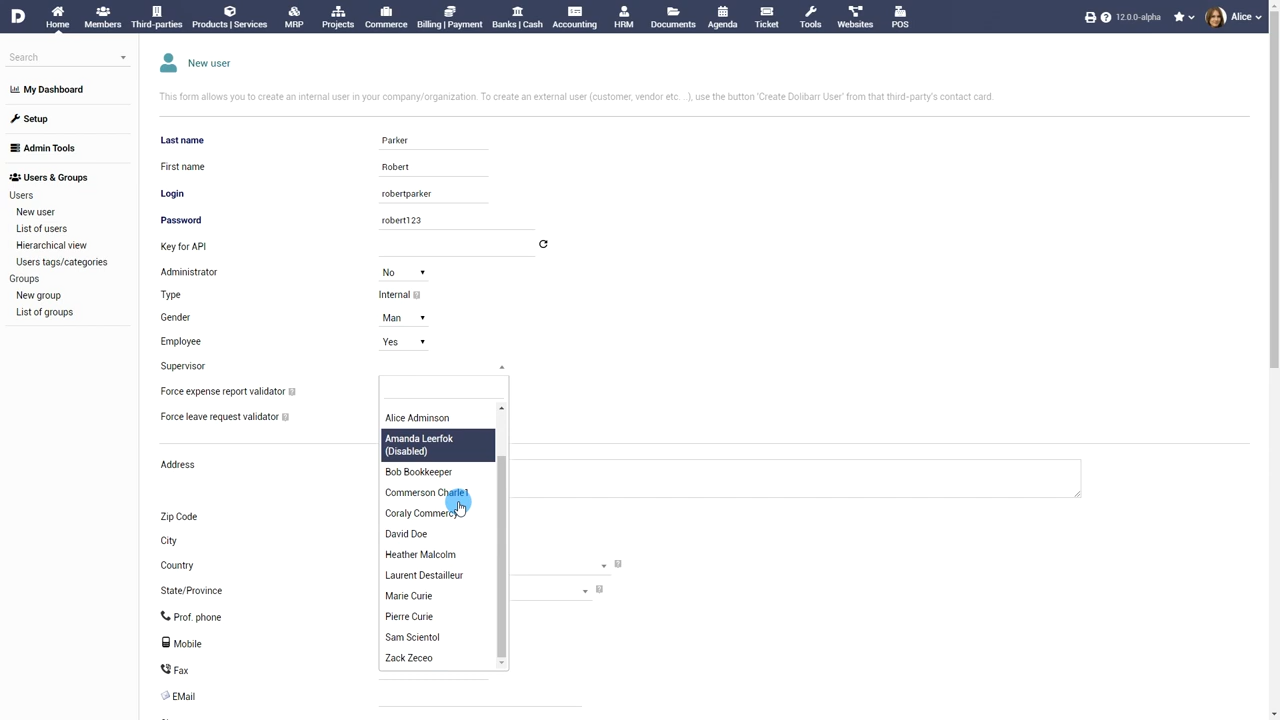 Home Members Third-parties Products | Services MRP Projects Commerce Billing | Payment Banks | Cash Accounting HRM Documents Agenda Ticket Tools Websites POS 12.0.0-alpha Alice
Search
My Dashboard
Setup
Admin Tools
Users & Groups
Users
New user
List of users
Hierarchical view
Users tags/categories
Groups
New group
List of groups
New user
This form allows you to create an internal user in your company/organization. To create an external user (customer, vendor etc. ..), use the button 'Create Dolibarr User' from that third-party's contact card.
Last name Parker
First name Robert
Login robertparker
Password robert123
Key for API
Administrator No
Type Internal
Gender Man
Employee Yes
Supervisor
Force expense report validator
Force leave request validator
Alice Adminson
Amanda Leerfok
(Disabled)
Bob Bookkeeper
Commerson Charle1
Coraly Commercy
David Doe
Heather Malcolm
Laurent Destailleur
Marie Curie
Pierre Curie
Sam Scientol
Zack Zeceo
Address
Zip Code
City
Country
State/Province
Prof. phone
Mobile
Fax
EMail